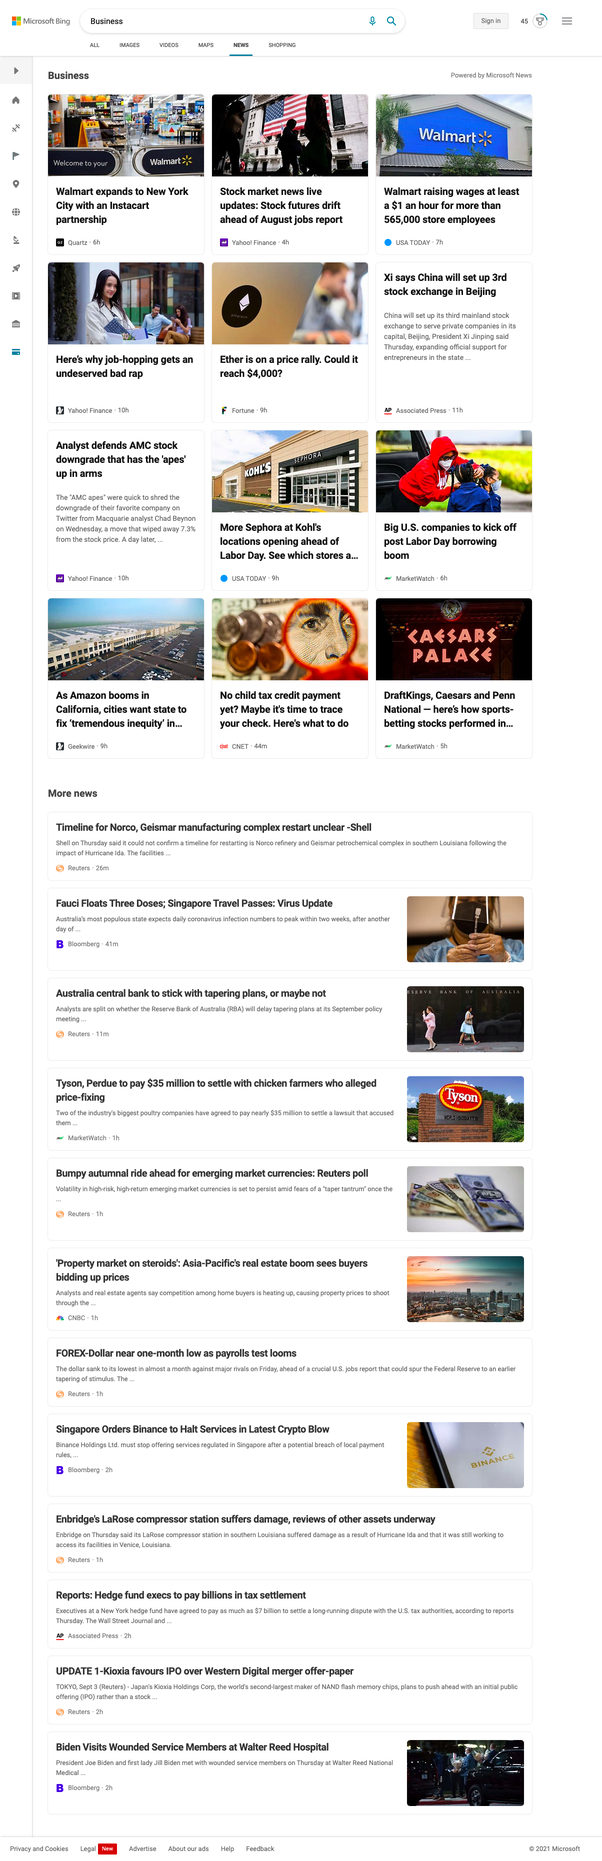 Microsoft Bing
Business
Sign in
45
ALL
IMAGES
VIDEOS
MAPS
NEWS
SHOPPING
Business
Powered by Microsoft News
Welcome to your
Walmart
Walmart expands to New York
City with an Instacart
partnership
Quartz · 6h
Stock market news live
updates: Stock futures drift
ahead of August jobs report
Yahoo! Finance · 4h
Walmart
Walmart raising wages at least
a $1 an hour for more than
565,000 store employees
USA TODAY · 7h
Here's why job-hopping gets an
undeserved bad rap
Yahoo! Finance · 10h
Ether is on a price rally. Could it
reach $4,000?
Fortune · 9h
Xi says China will set up 3rd
stock exchange in Beijing
China will set up its third mainland stock
exchange to serve private companies in its
capital, Beijing, President Xi Jinping said
Thursday, expanding official support for
entrepreneurs in the state ...
AP
Associated Press · 11h
Analyst defends AMC stock
downgrade that has the 'apes'
up in arms
The "AMC apes" were quick to shred the
downgrade of their favorite company on
Twitter from Macquarie analyst Chad Beynon
on Wednesday, a move that wiped away 7.3%
from the stock price. A day later, ...
Yahoo! Finance · 10h
KOHL'S
SEPHORA
More Sephora at Kohl's
locations opening ahead of
Labor Day. See which stores a...
USA TODAY · 9h
Big U.S. companies to kick off
post Labor Day borrowing
boom
MarketWatch · 6h
As Amazon booms in
California, cities want state to
fix 'tremendous inequity' in...
Geekwire · 9h
No child tax credit payment
yet? Maybe it's time to trace
your check. Here's what to do
CNET · 44m
CAESARS
PALACE
DraftKings, Caesars and Penn
National — here's how sports-
betting stocks performed in...
MarketWatch · 5h
More news
Timeline for Norco, Geismar manufacturing complex restart unclear -Shell
Shell on Thursday said it could not confirm a timeline for restarting is Norco refinery and Geismar petrochemical complex in southern Louisiana following the
impact of Hurricane Ida. The facilities ...
Reuters · 26m
Fauci Floats Three Doses; Singapore Travel Passes: Virus Update
Australia's most populous state expects daily coronavirus infection numbers to peak within two weeks, after another
day of ...
B
Bloomberg · 41m
Australia central bank to stick with tapering plans, or maybe not
Analysts are split on whether the Reserve Bank of Australia (RBA) will delay tapering plans at its September policy
meeting ...
Reuters · 11m
RESERVE BANK OF AUSTRALIA
Tyson, Perdue to pay $35 million to settle with chicken farmers who alleged
price-fixing
Two of the industry's biggest poultry companies have agreed to pay nearly $35 million to settle a lawsuit that accused
them ...
MarketWatch · 1h
Tyson
Bumpy autumnal ride ahead for emerging market currencies: Reuters poll
Volatility in high-risk, high-return emerging market currencies is set to persist amid fears of a "taper tantrum" once the
...
Reuters · 1h
'Property market on steroids': Asia-Pacific's real estate boom sees buyers
bidding up prices
Analysts and real estate agents say competition among home buyers is heating up, causing property prices to shoot
through the ...
CNBC · 1h
FOREX-Dollar near one-month low as payrolls test looms
The dollar sank to its lowest in almost a month against major rivals on Friday, ahead of a crucial U.S. jobs report that could spur the Federal Reserve to an earlier
tapering of stimulus. The ...
Reuters · 1h
Singapore Orders Binance to Halt Services in Latest Crypto Blow
Binance Holdings Ltd. must stop offering services regulated in Singapore after a potential breach of local payment
rules, ...
B
Bloomberg · 2h
BINANCE
Enbridge's LaRose compressor station suffers damage, reviews of other assets underway
Enbridge on Thursday said its LaRose compressor station in southern Louisiana suffered damage as a result of Hurricane Ida and that it was still working to
access its facilities in Venice, Louisiana.
Reuters · 1h
Reports: Hedge fund execs to pay billions in tax settlement
Executives at a New York hedge fund have agreed to pay as much as $7 billion to settle a long-running dispute with the U.S. tax authorities, according to reports
Thursday. The Wall Street Journal and ...
AP
Associated Press · 2h
UPDATE 1-Kioxia favours IPO over Western Digital merger offer-paper
TOKYO, Sept 3 (Reuters) - Japan's Kioxia Holdings Corp, the world's second-largest maker of NAND flash memory chips, plans to push ahead with an initial public
offering (IPO) rather than a stock ...
Reuters · 2h
Biden Visits Wounded Service Members at Walter Reed Hospital
President Joe Biden and first lady Jill Biden met with wounded service members on Thursday at Walter Reed National
Medical ...
B
Bloomberg · 2h
Privacy and Cookies
Legal
New
Advertise
About our ads
Help
Feedback
© 2021 Microsoft